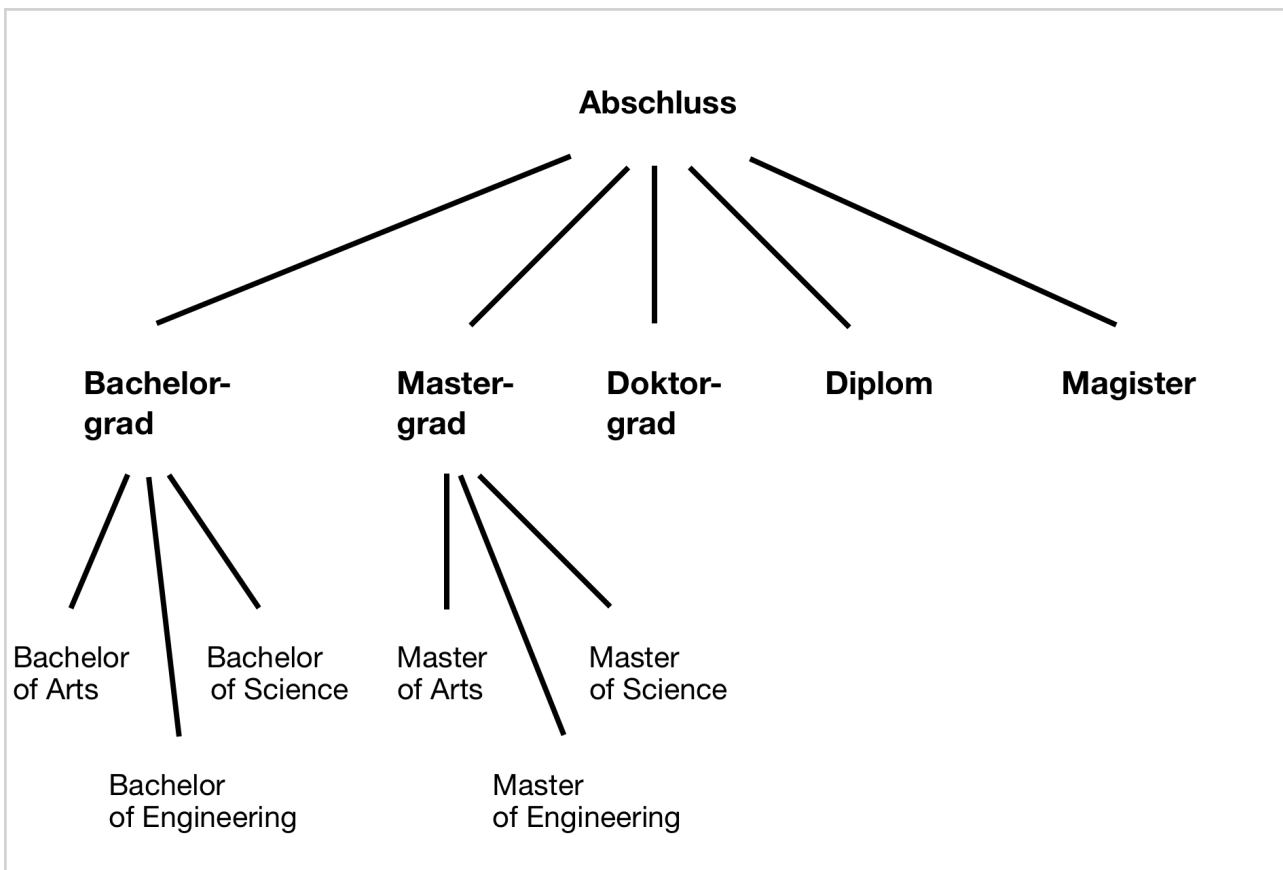 Abschluss
Bachelor-
grad
Master-
grad
Doktor-
grad
Diplom
Magister
Bachelor
of Arts
Bachelor
of Science
Master
of Arts
Master
of Science
Bachelor
of Engineering
Master
of Engineering